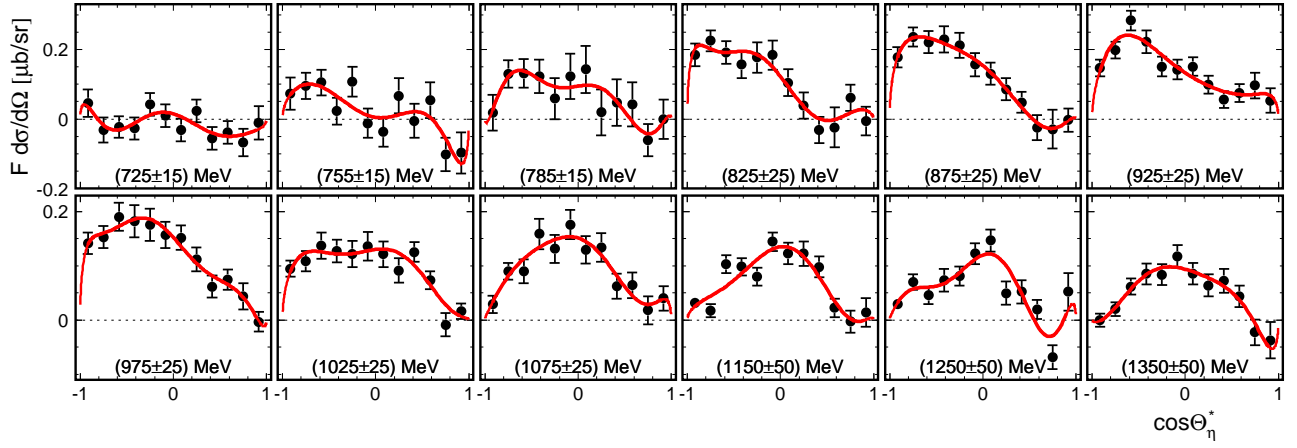 F dσ/dΩ [μb/sr]
0.2
0
-0.2
(725±15) MeV
(755±15) MeV
(785±15) MeV
(825±25) MeV
(875±25) MeV
(925±25) MeV
0.2
0
(975±25) MeV
(1025±25) MeV
(1075±25) MeV
(1150±50) MeV
(1250±50) MeV
(1350±50) MeV
-1 0 1 -1 0 1 -1 0 1 -1 0 1 -1 0 1 -1 0 1
cosΘ*η